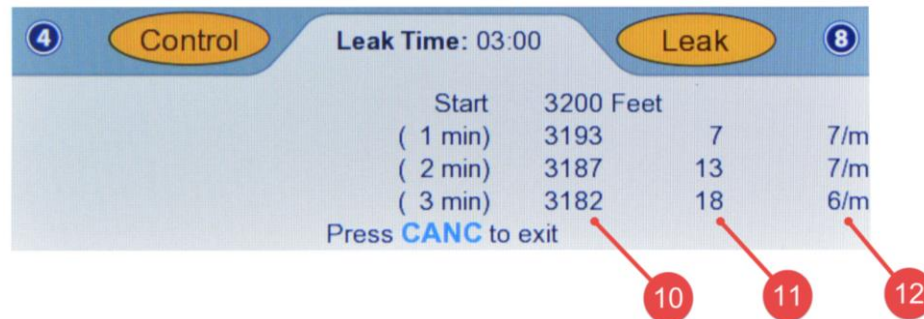 4 Control Leak Time: 03:00 Leak 8
Start 3200 Feet
( 1 min) 3193 7 7/m
( 2 min) 3187 13 7/m
( 3 min) 3182 18 6/m
Press CANC to exit
10 11 12